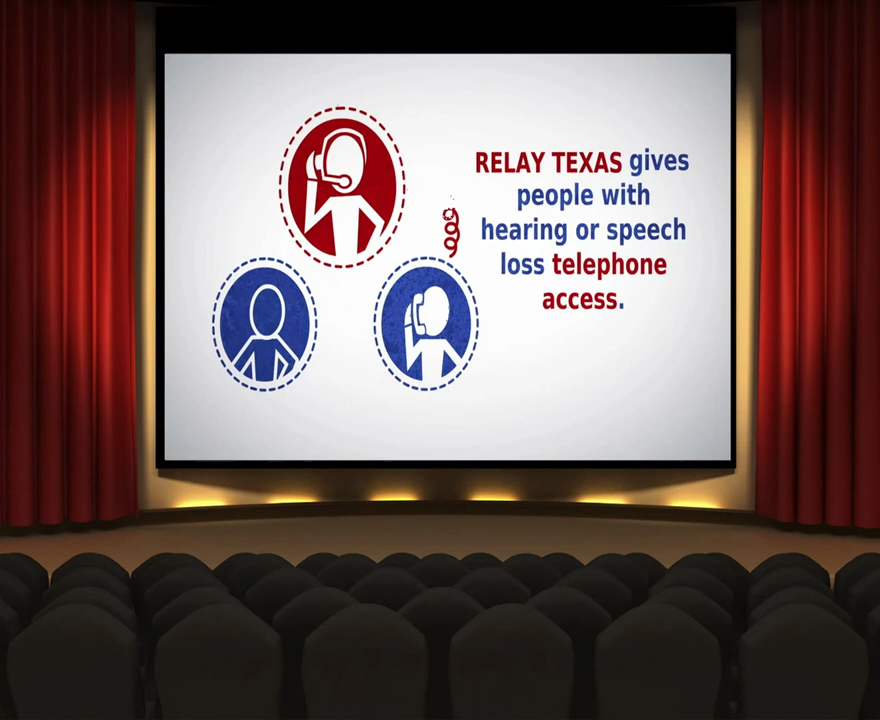 RELAY TEXAS gives
people with
hearing or speech
loss telephone
access.